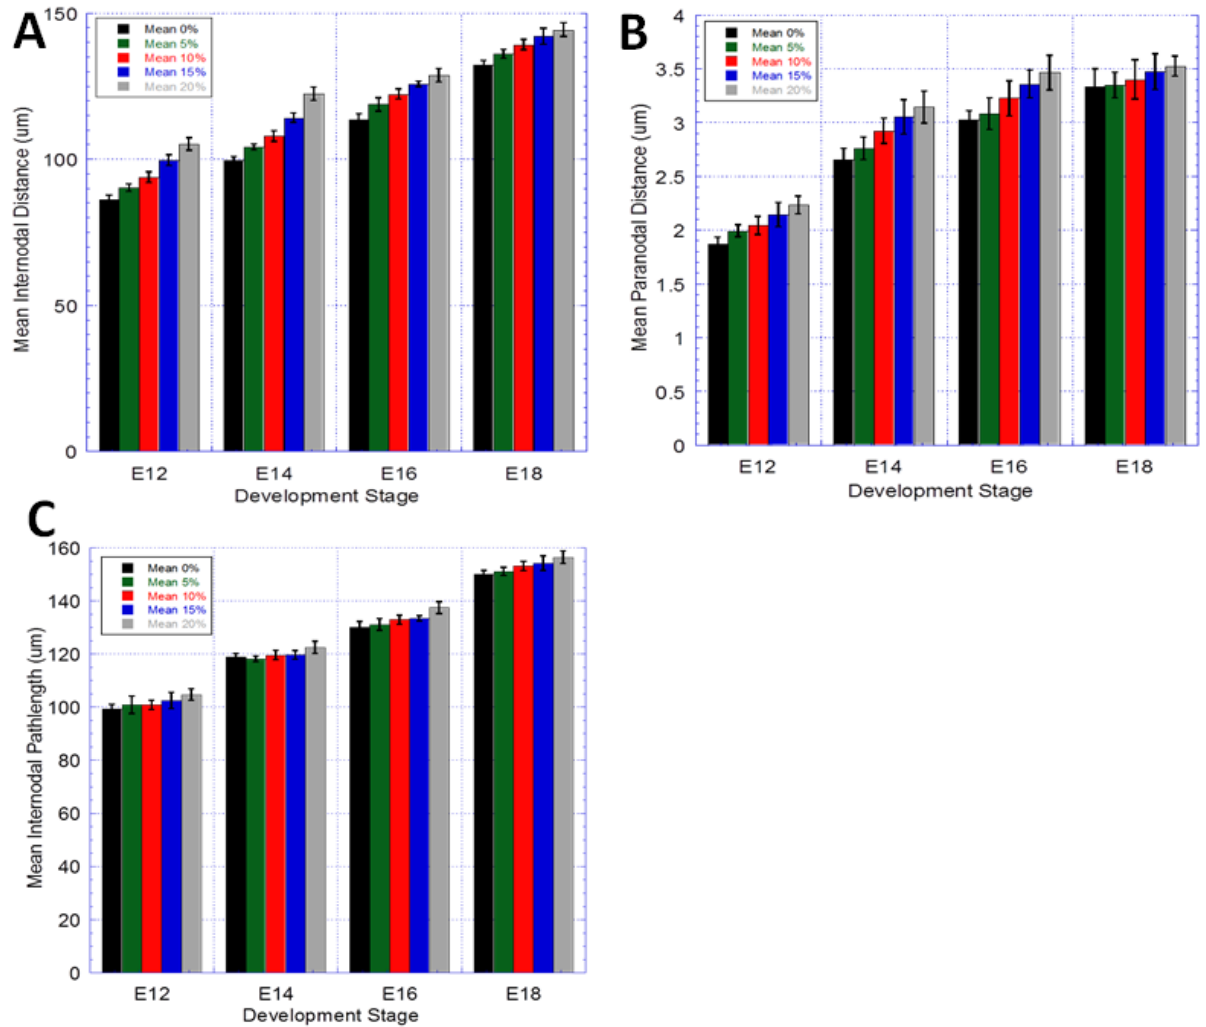 A
150
100
50
0
Mean Internodal Distance (um)
Mean 0%
Mean 5%
Mean 10%
Mean 15%
Mean 20%
E12 E14 E16 E18
Development Stage
B
4
3.5
3
2.5
2
1.5
1
0.5
0
Mean Paranodal Distance (um)
Mean 0%
Mean 5%
Mean 10%
Mean 15%
Mean 20%
E12 E14 E16 E18
Development Stage
C
160
140
120
100
80
60
40
20
0
Mean Internodal Pathlength (um)
Mean 0%
Mean 5%
Mean 10%
Mean 15%
Mean 20%
E12 E14 E16 E18
Development Stage